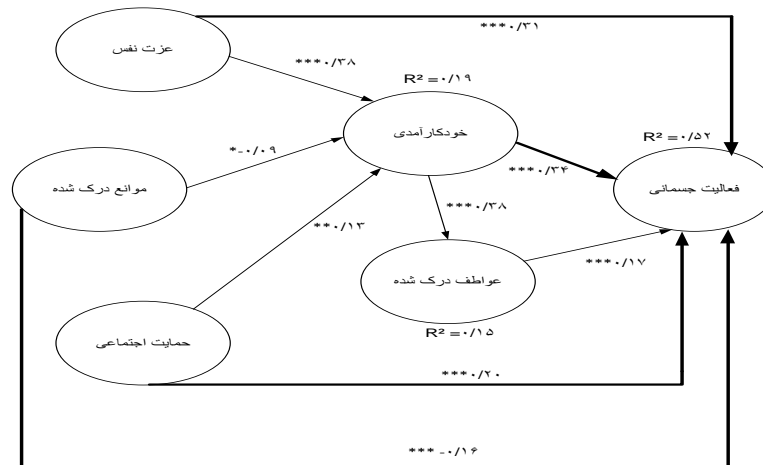 ***۰/۳۱
عزت نفس
***۰/۳۸
R² =۰/۱۹
خودکارآمدی
R² =۰/۵۲
*-۰/۰۹
***۰/۳۴
موانع درک شده
فعالیت جسمانی
***۰/۳۸
**۰/۱۳
***۰/۱۷
عواطف درک شده
R² =۰/۱۵
حمایت اجتماعی
***۰/۲۰
*** -۰/۱۶